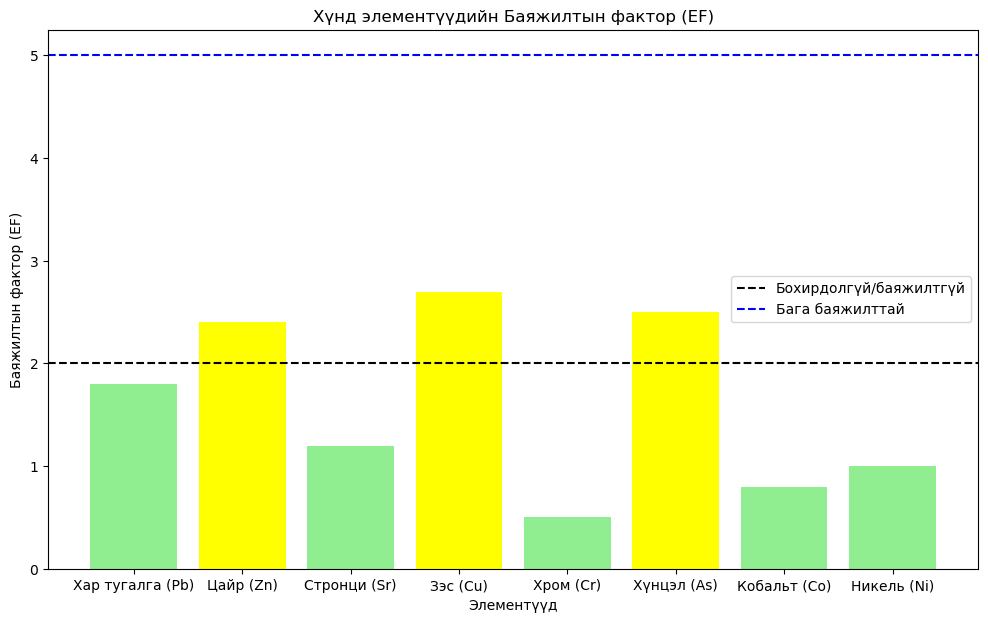 Хүнд элементүүдийн Баяжилтын фактор (EF)
Баяжилтын фактор (EF)
5
4
3
2
1
0
Бохирдолгүй/баяжилтгүй
Бага баяжилттай
Хар тугалга (Pb) Цайр (Zn) Стронци (Sr) Зэс (Cu) Хром (Cr) Хүнцэл (As) Кобальт (Co) Никель (Ni)
Элементүүд